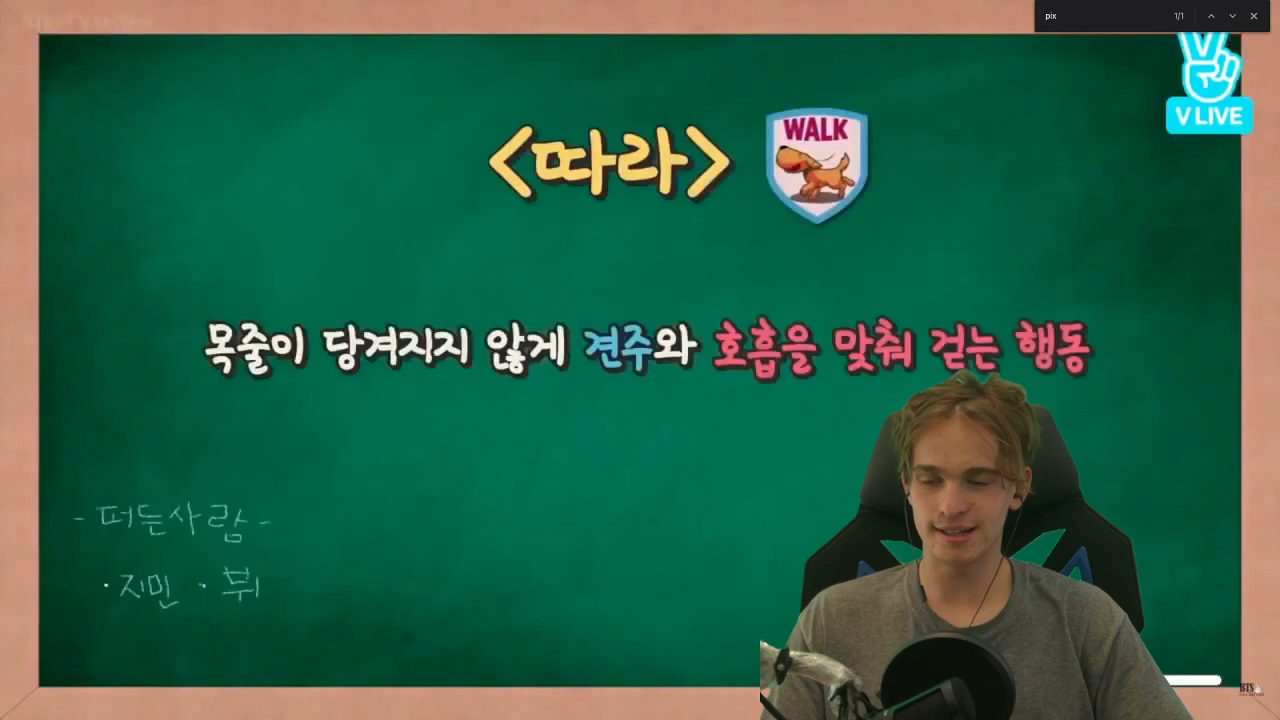 pix 1/1
V
V LIVE
<따라>
WALK
목줄이 당겨지지 않게 견주와 호흡을 맞춰 걷는 행동
- 떠든사람 -
· 지민 · 뷔
BTS